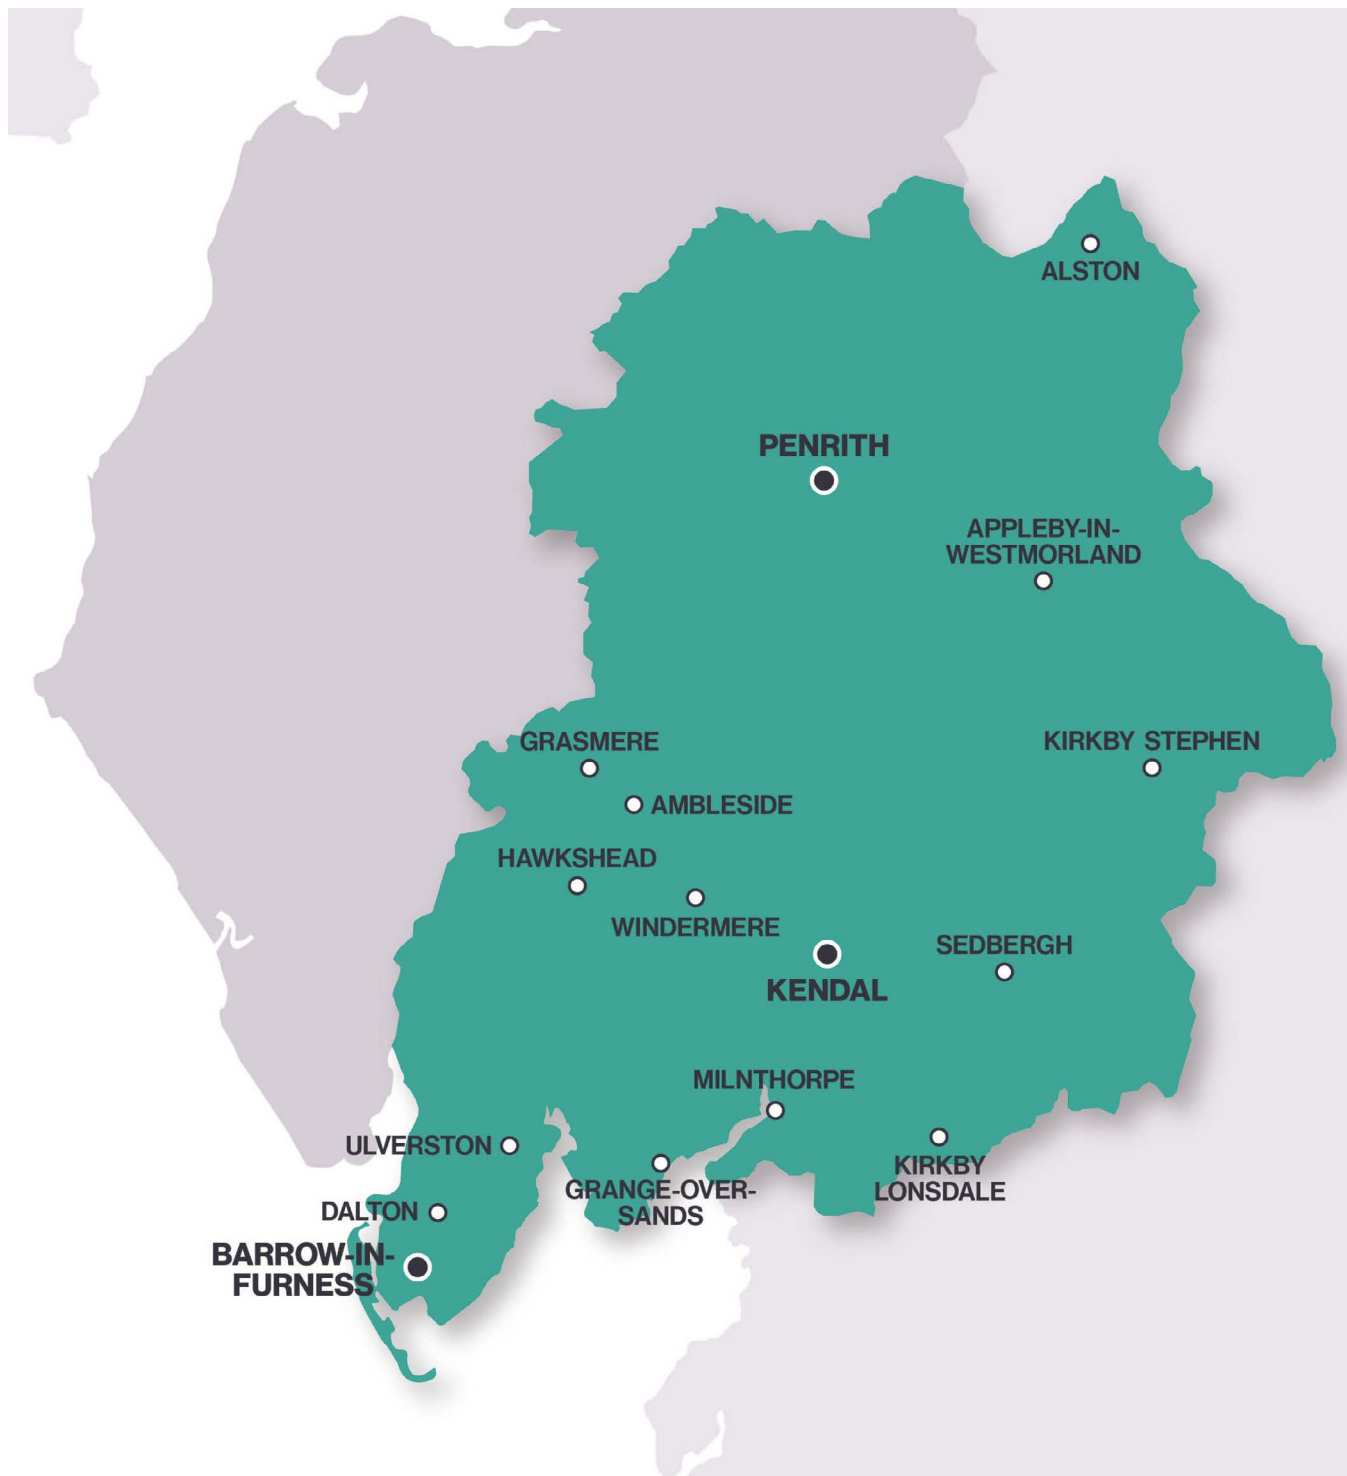 ALSTON
PENRITH
APPLEBY-IN-
WESTMORLAND
GRASMERE
KIRKBY STEPHEN
AMBLESIDE
HAWKSHEAD
WINDERMERE
SEDBERGH
KENDAL
MILNTHORPE
ULVERSTON
KIRKBY
LONSDALE
GRANGE-OVER-
SANDS
DALTON
BARROW-IN-
FURNESS